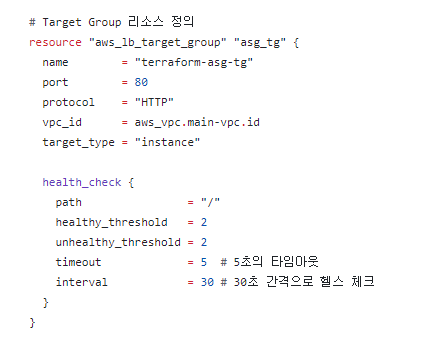 # Target Group 리소스 정의
resource "aws_lb_target_group" "asg_tg" {
  name        = "terraform-asg-tg"
  port        = 80
  protocol    = "HTTP"
  vpc_id      = aws_vpc.main-vpc.id
  target_type = "instance"

  health_check {
    path                = "/"
    healthy_threshold   = 2
    unhealthy_threshold = 2
    timeout             = 5  # 5초의 타임아웃
    interval            = 30 # 30초 간격으로 헬스 체크
  }
}